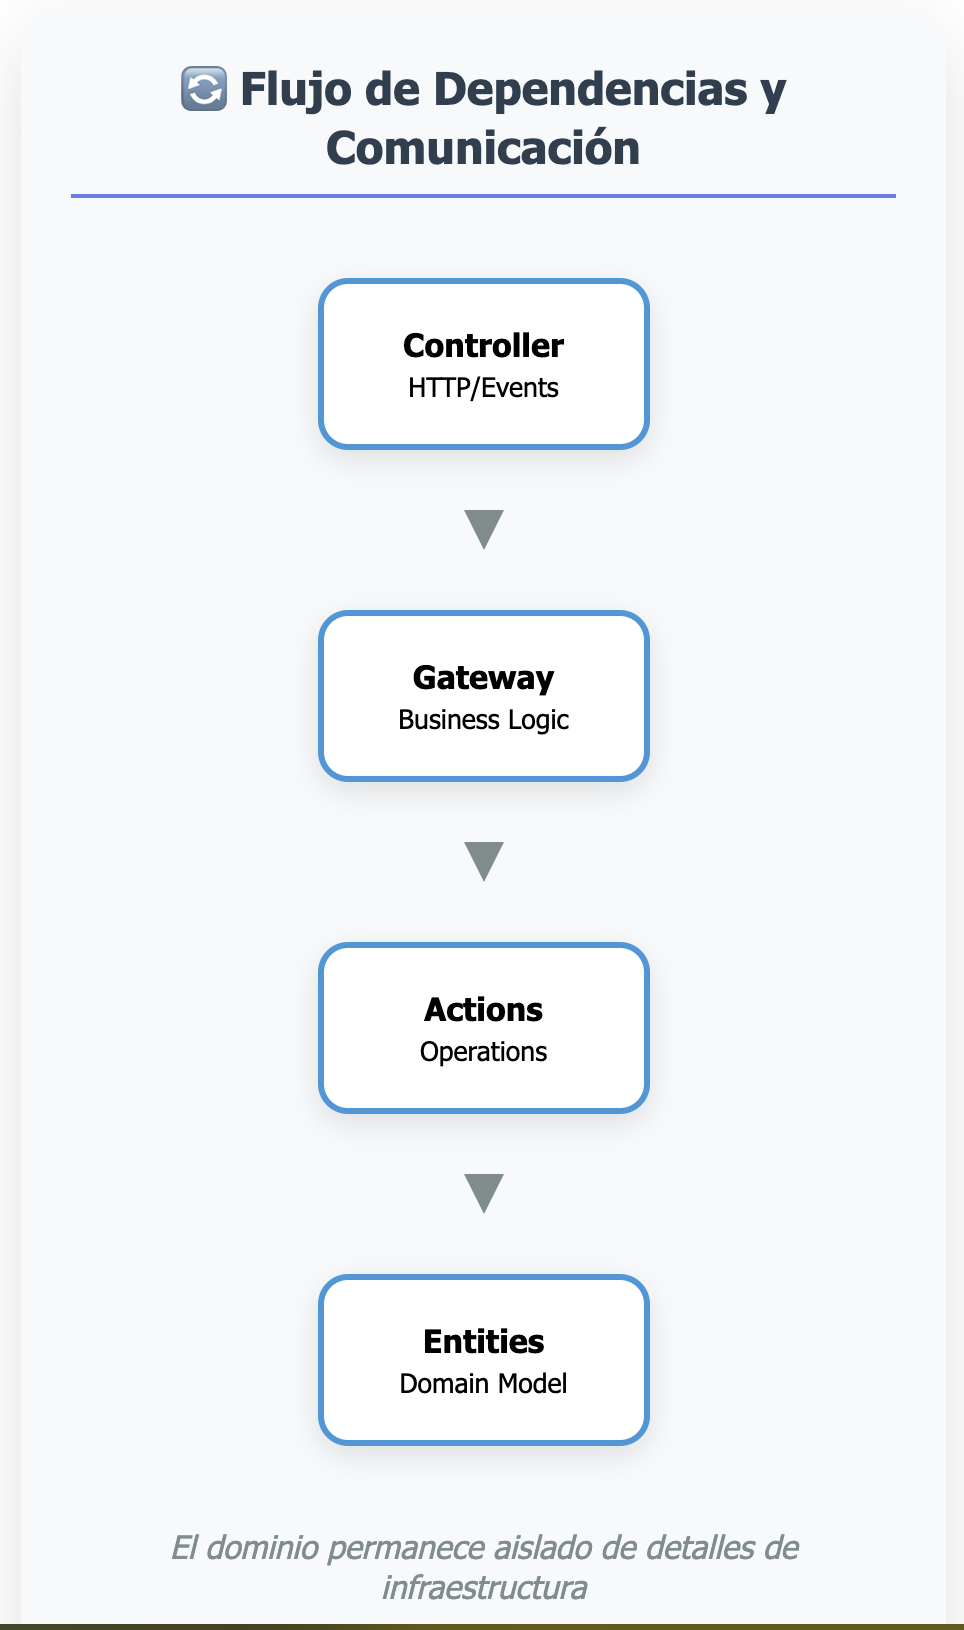 🔄 Flujo de Dependencias y
Comunicación
Controller
HTTP/Events
Gateway
Business Logic
Actions
Operations
Entities
Domain Model
El dominio permanece aislado de detalles de
infraestructura